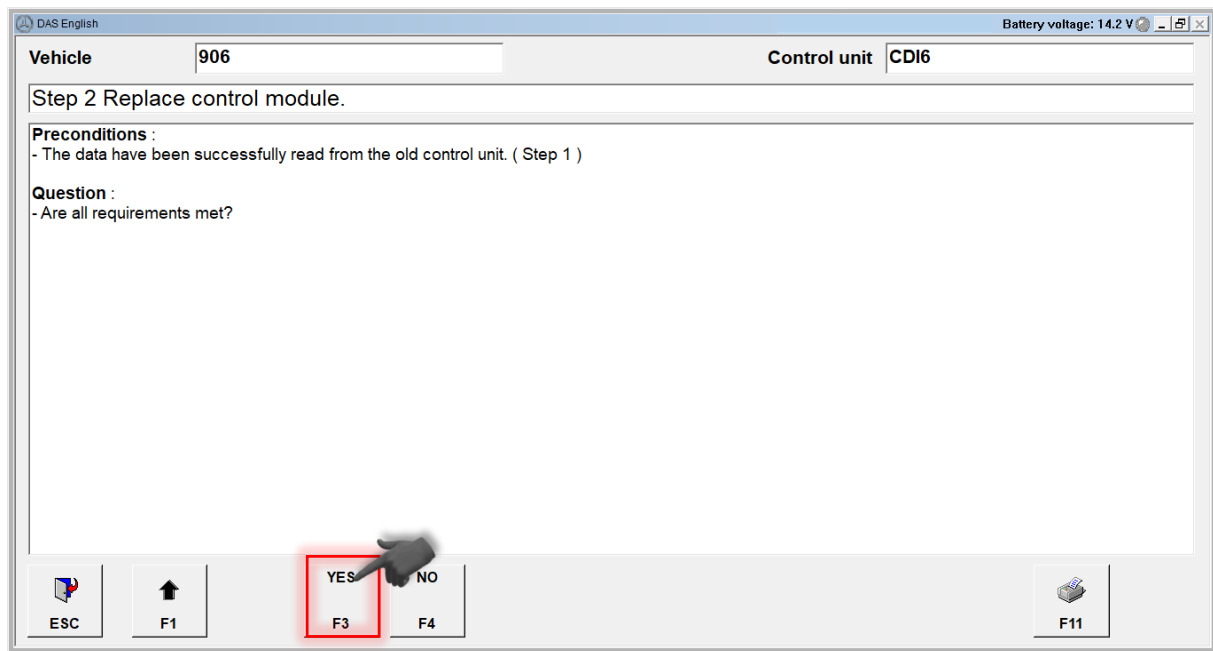 DAS English
Battery voltage: 14.2 V
Vehicle 906 Control unit CDI6
Step 2 Replace control module.
Preconditions :
- The data have been successfully read from the old control unit. ( Step 1 )
Question :
- Are all requirements met?
YES NO
ESC F1 F3 F4 F11